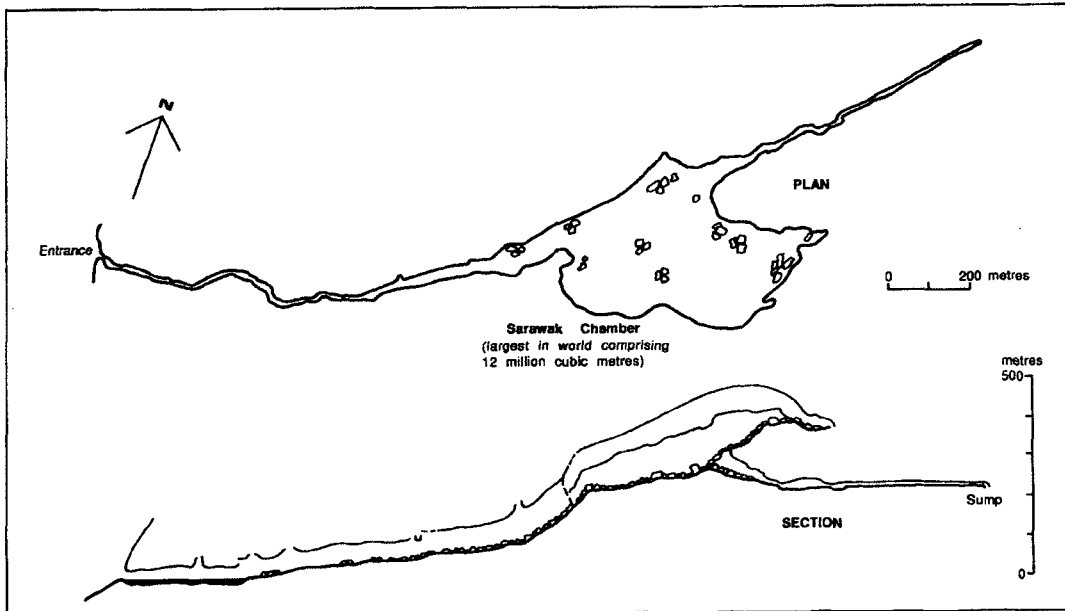 N
PLAN
Entrance
0 200 metres
Sarawak Chamber
(largest in world comprising
12 million cubic metres)
metres
500
Sump
SECTION
0